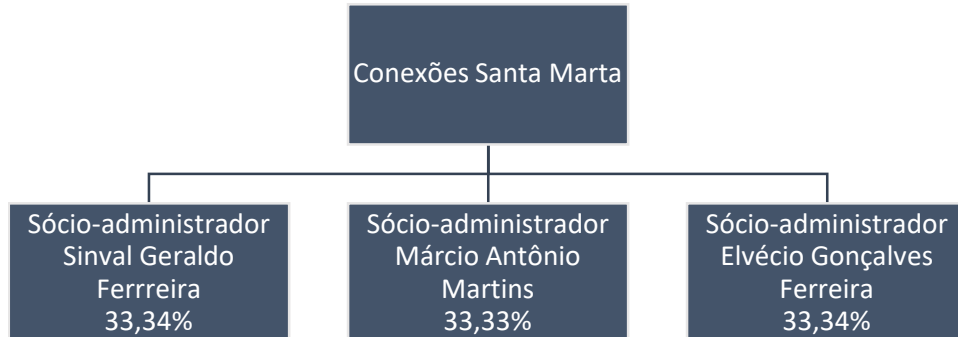 Conexões Santa Marta
Sócio-administrador
Sinval Geraldo
Ferrreira
33,34%
Sócio-administrador
Márcio Antônio
Martins
33,33%
Sócio-administrador
Elvécio Gonçalves
Ferreira
33,34%